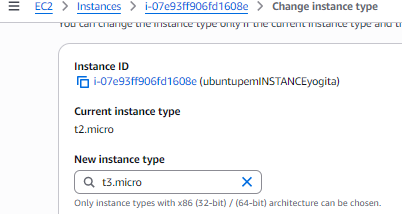 EC2 > Instances > i-07e93ff906fd1608e > Change instance type
You can change the instance type only if the current instance type and th
Instance ID
i-07e93ff906fd1608e (ubuntupemINSTANCEyogita)
Current instance type
t2.micro
New instance type
t3.micro
Only instance types with x86 (32-bit) / (64-bit) architecture can be chosen.